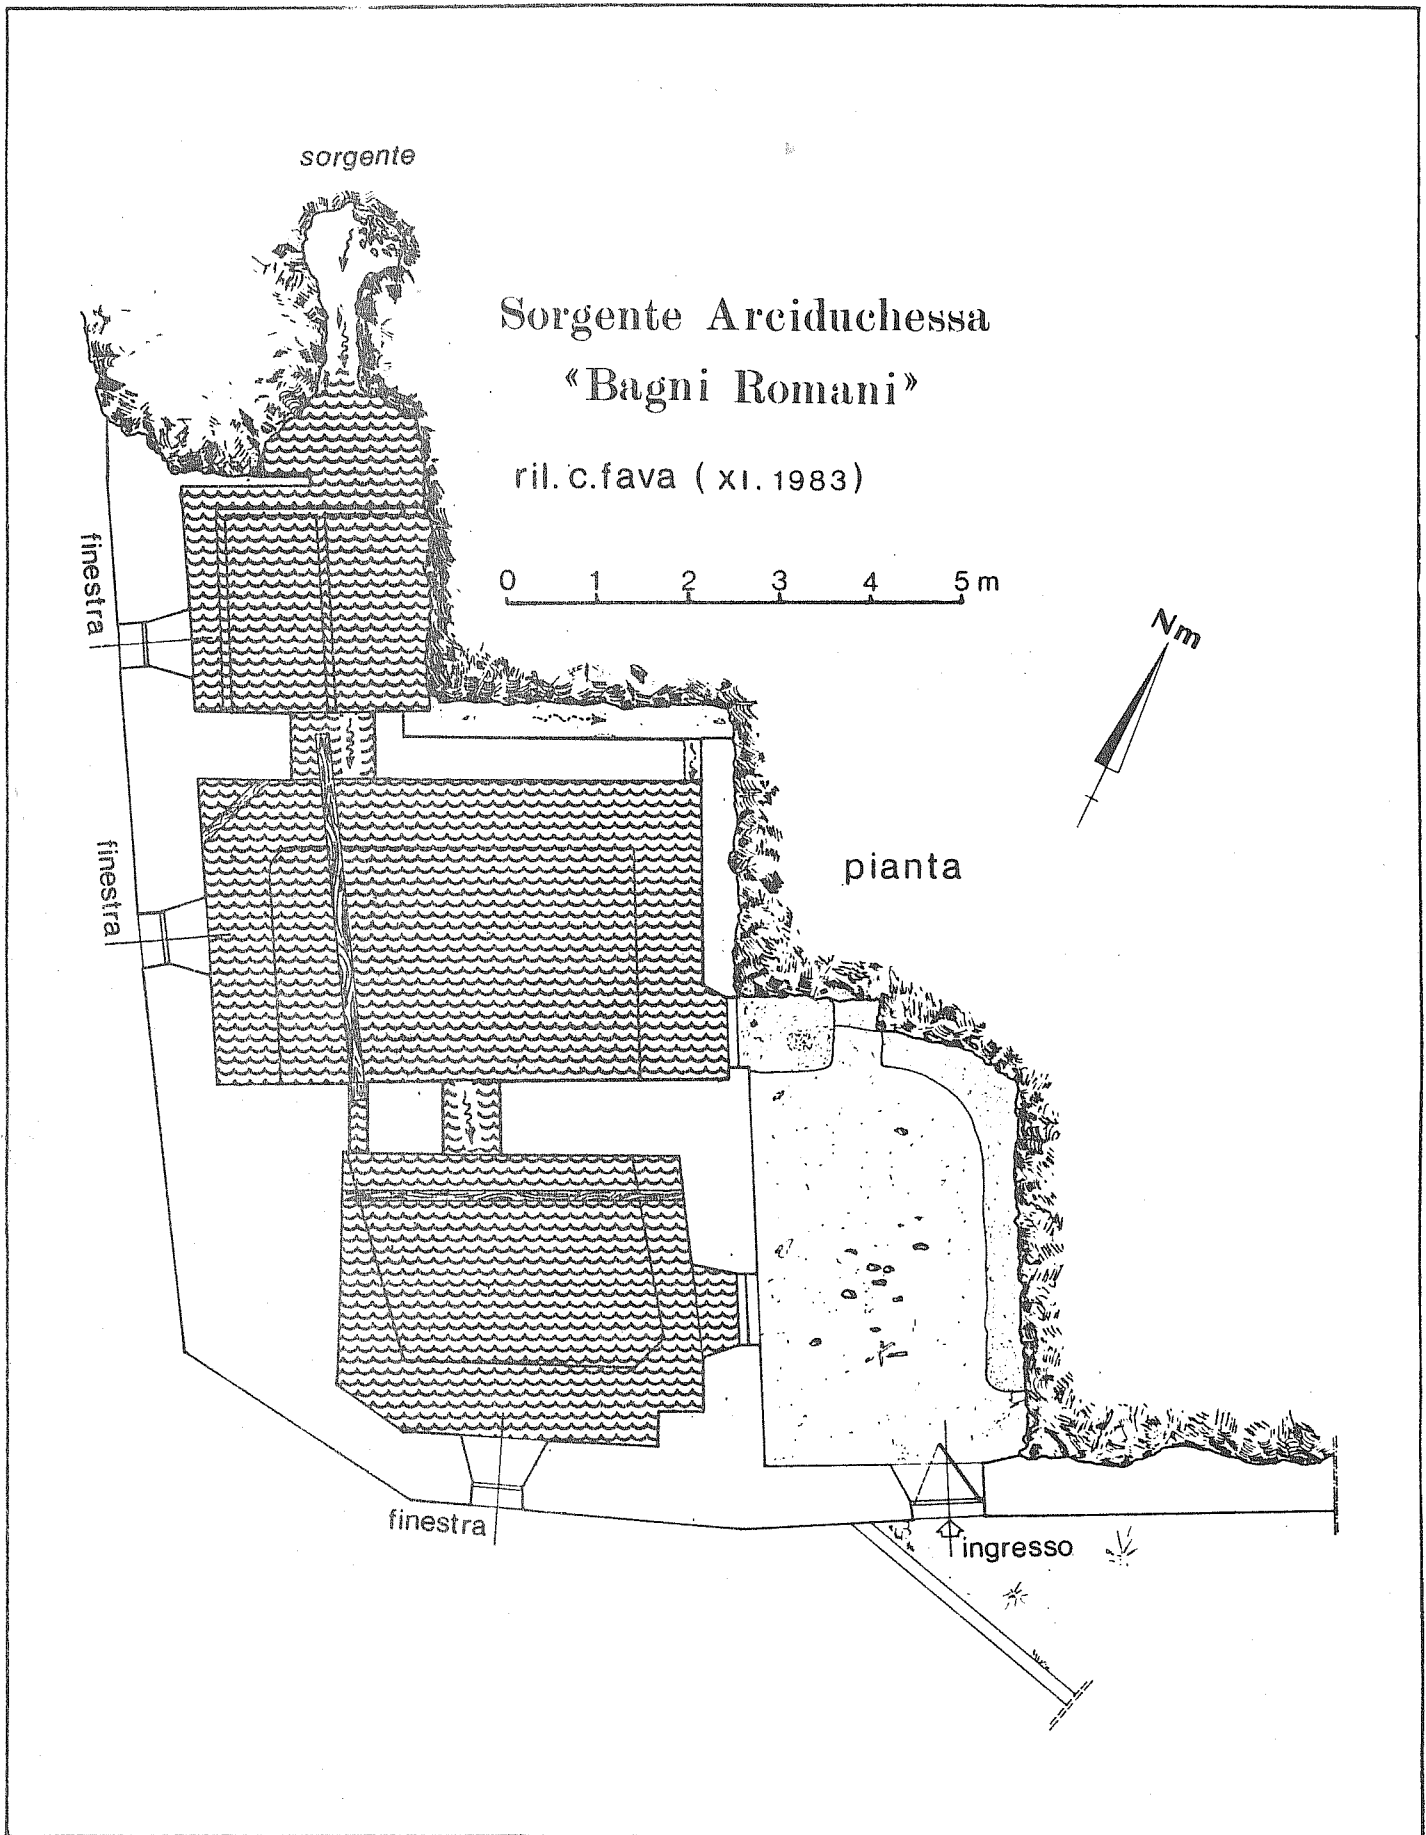 sorgente
Sorgente Arciduchessa
«Bagni Romani»
ril. c.fava ( XI. 1983)
0 1 2 3 4 5 m
finestra
Nm
finestra
pianta
finestra
ingresso